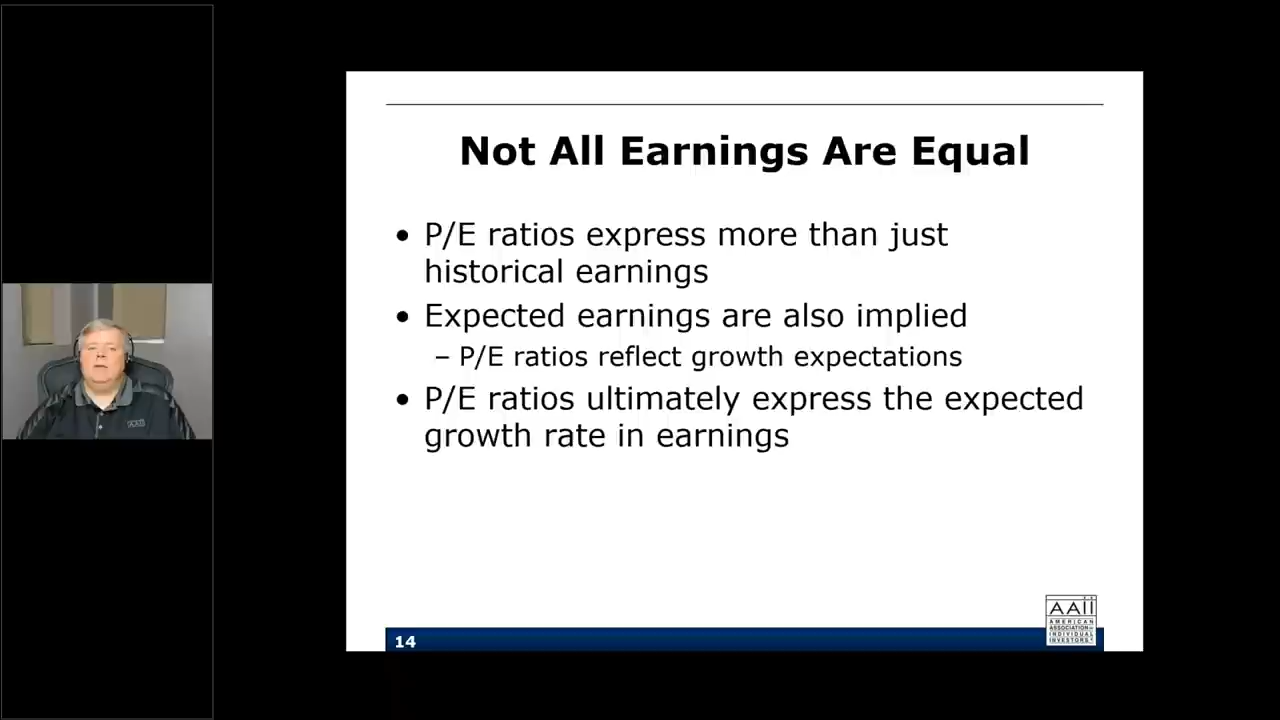 Not All Earnings Are Equal
• P/E ratios express more than just
historical earnings
• Expected earnings are also implied
– P/E ratios reflect growth expectations
• P/E ratios ultimately express the expected
growth rate in earnings
14
AAII
AMERICAN
ASSOCIATION OF
INDIVIDUAL
INVESTORS®